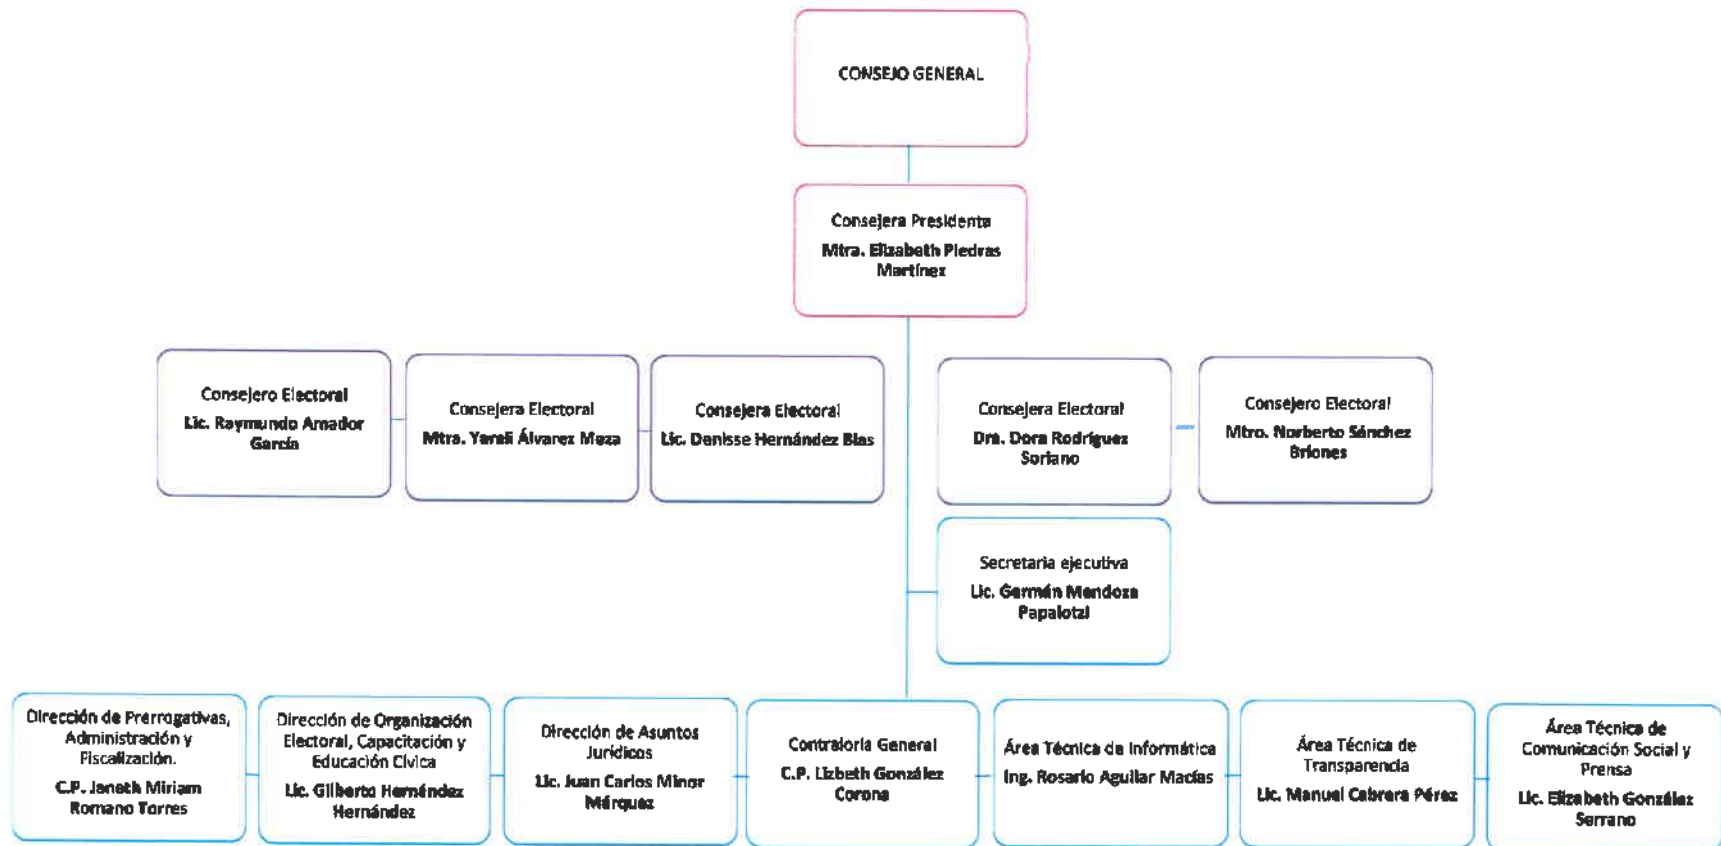 CONSEJO GENERAL
Consejera Presidenta
Mtra. Elizabeth Piedras
Martínez
Consejero Electoral
Lic. Raymundo Amador
García
Consejera Electoral
Mtra. Yareli Álvarez Meza
Consejera Electoral
Lic. Denisse Hernández Blas
Consejera Electoral
Dra. Dora Rodríguez
Soriano
Consejero Electoral
Mtro. Norberto Sánchez
Briones
Secretaria ejecutiva
Lic. Germán Mendoza
Papalotzi
Dirección de Prerrogativas,
Administración y
Fiscalización.
C.P. Janeth Miriam
Romano Torres
Dirección de Organización
Electoral, Capacitación y
Educación Cívica
Lic. Gilberto Hernández
Hernández
Dirección de Asuntos
Jurídicos
Lic. Juan Carlos Minor
Márquez
Contraloría General
C.P. Lizbeth González
Corona
Área Técnica de Informática
Ing. Rosario Aguilar Macías
Área Técnica de
Transparencia
Lic. Manuel Cabrera Pérez
Área Técnica de
Comunicación Social y
Prensa
Lic. Elizabeth González
Serrano